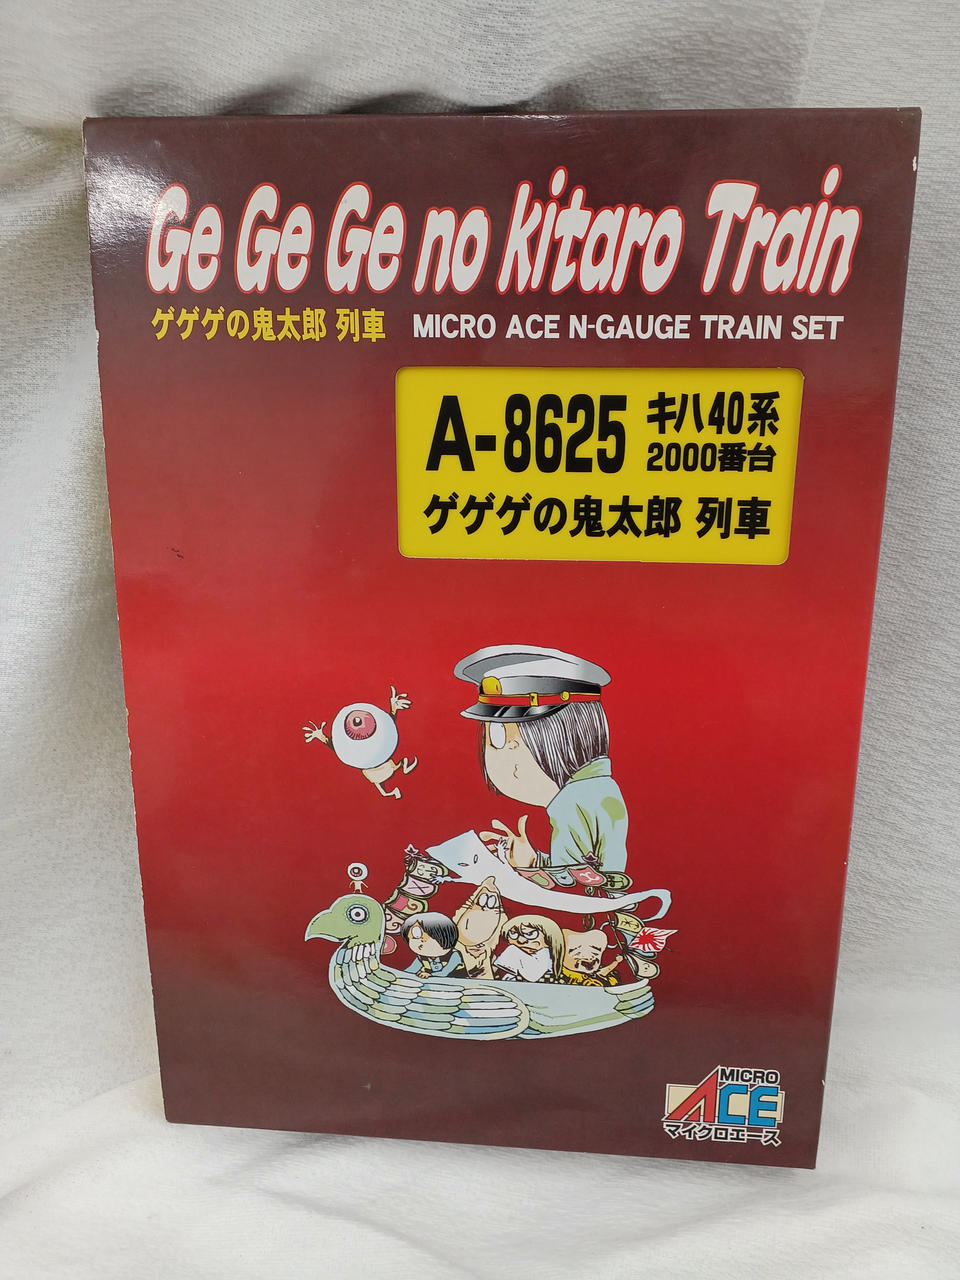 Ge Ge Ge no kitaro Train
ゲゲゲの鬼太郎 列車 MICRO ACE N-GAUGE TRAIN SET
A-8625 キハ40系
2000番台
ゲゲゲの鬼太郎 列車
MICRO
ACE
マイクロエース